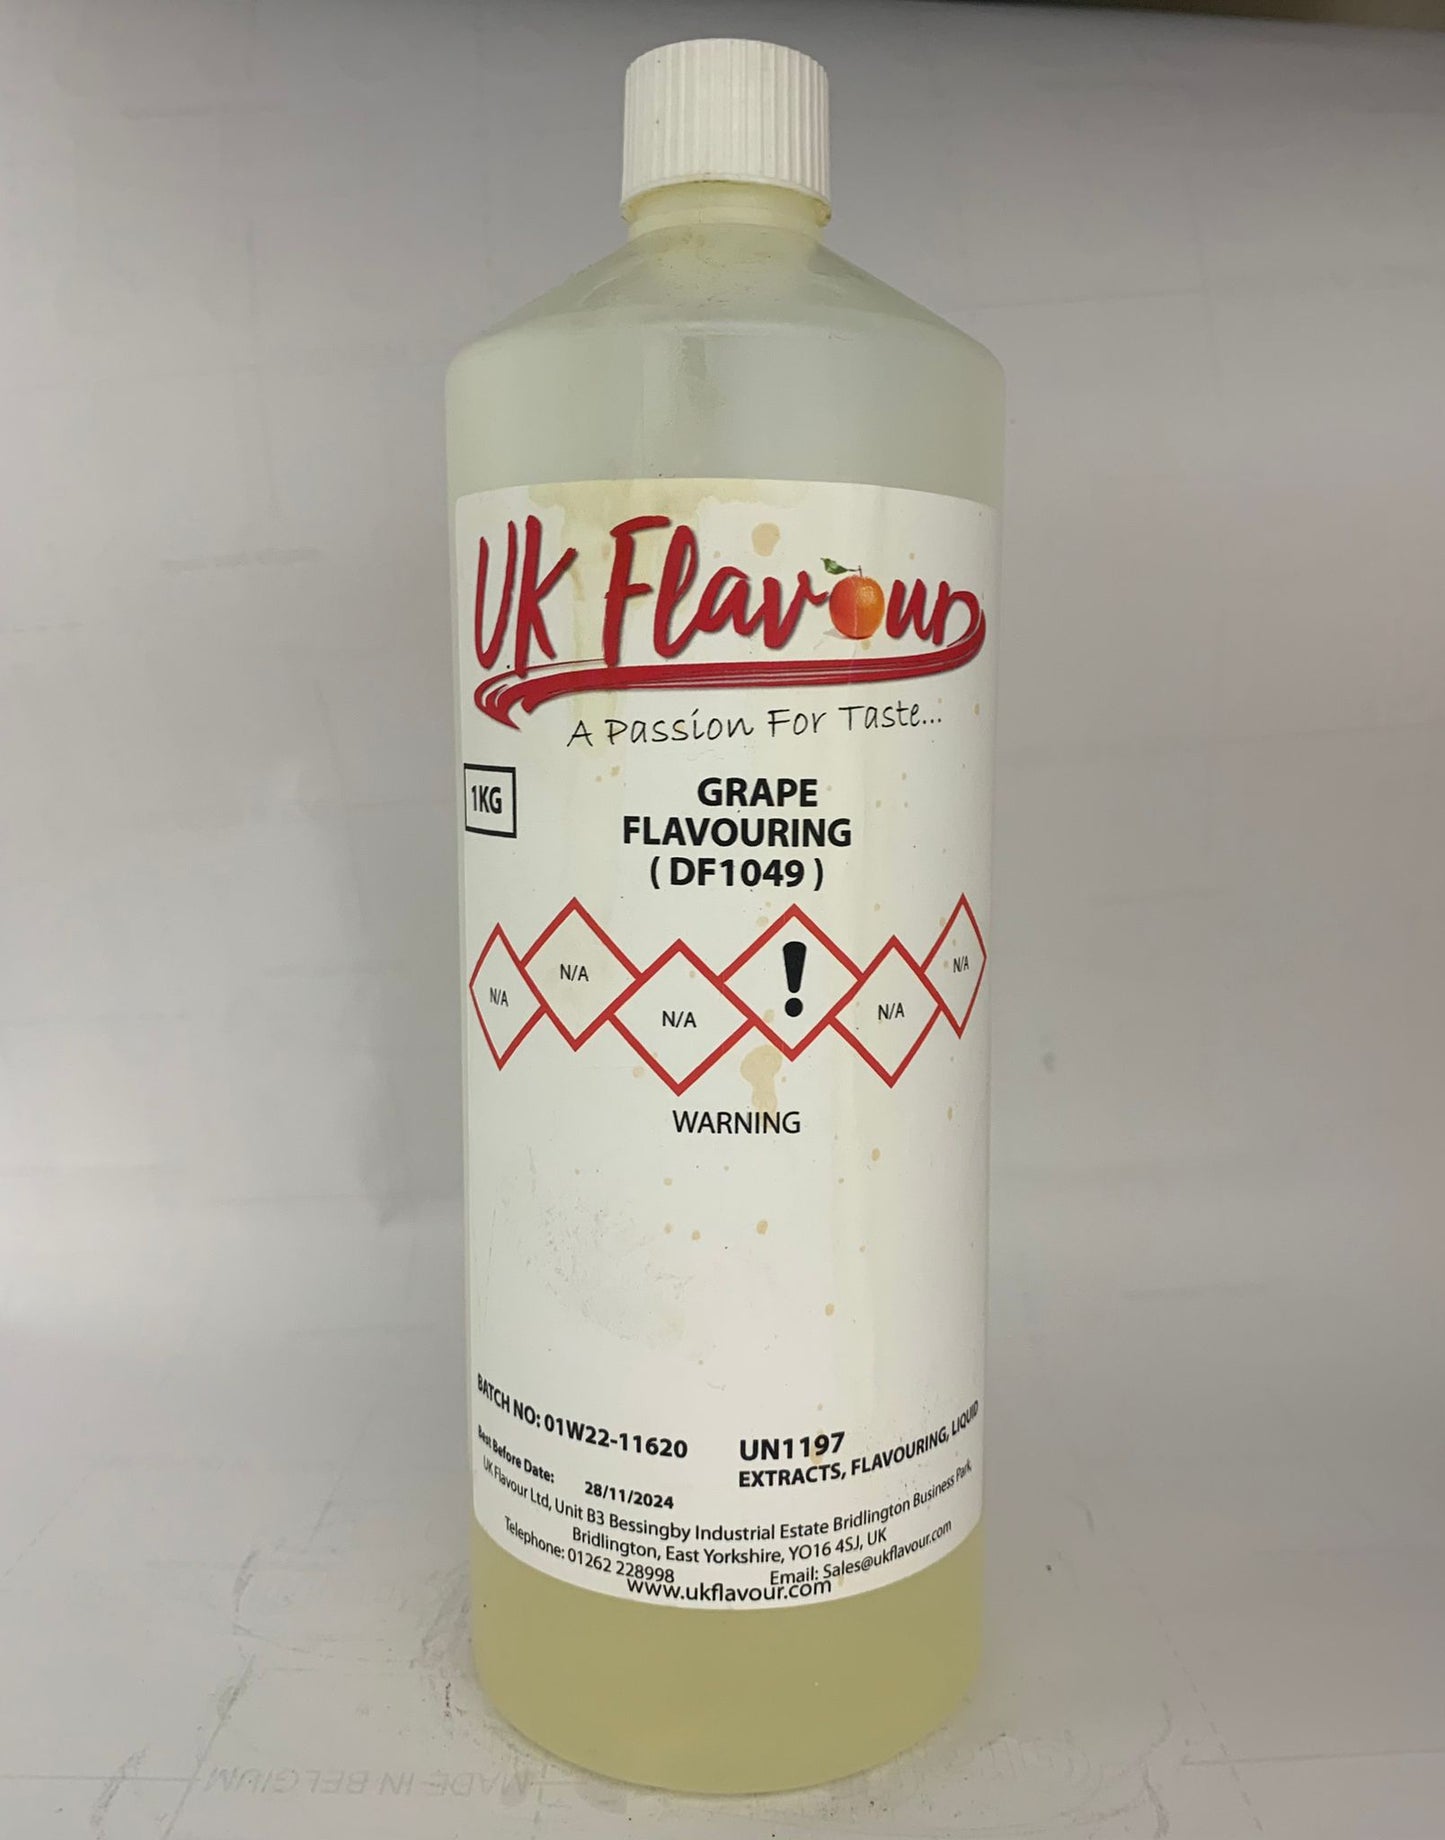 UK Flavour
A Passion For Taste...
1KG
GRAPE
FLAVOURING
( DF1049 )
N/A
N/A
N/A
!
N/A
N/A
WARNING
BATCH NO: 01W22-11620
UN1197
EXTRACTS, FLAVOURING, LIQUID
Best Before Date: 28/11/2024
UK Flavour Ltd, Unit B3 Bessingby Industrial Estate Bridlington Business Park,
Bridlington, East Yorkshire, YO16 4SJ, UK
Telephone: 01262 228998 Email: Sales@ukflavour.com
www.ukflavour.com
MADE IN BELGIUM